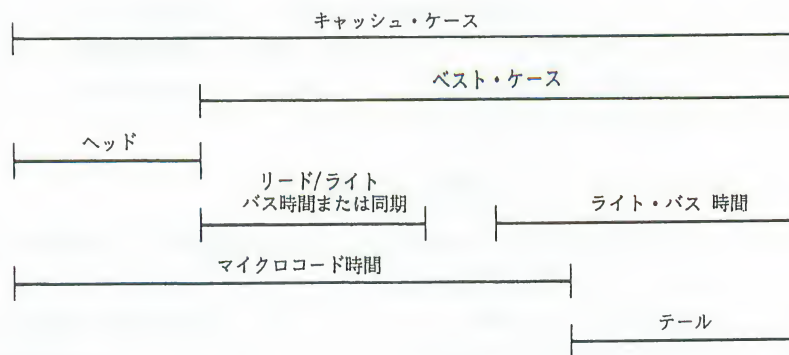 キャッシュ・ケース
ベスト・ケース
ヘッド
リード/ライト
バス時間または同期
ライト・バス 時間
マイクロコード時間
テール